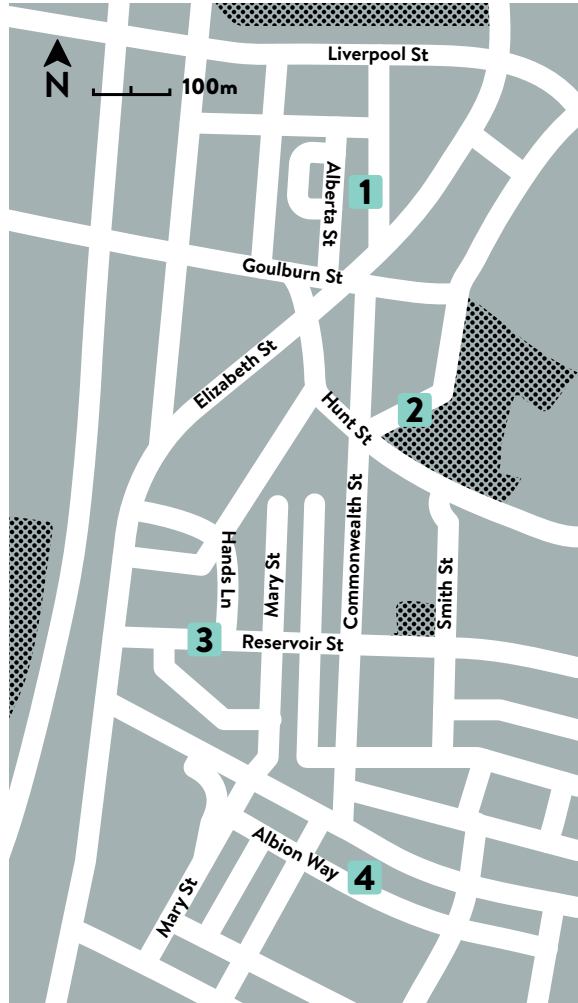 Liverpool St
N
100m
Alberta St
1
Goulburn St
Elizabeth St
Hunt St
2
Commonwealth St
Hands Ln
Mary St
Smith St
3
Reservoir St
Albion Way
4
Mary St